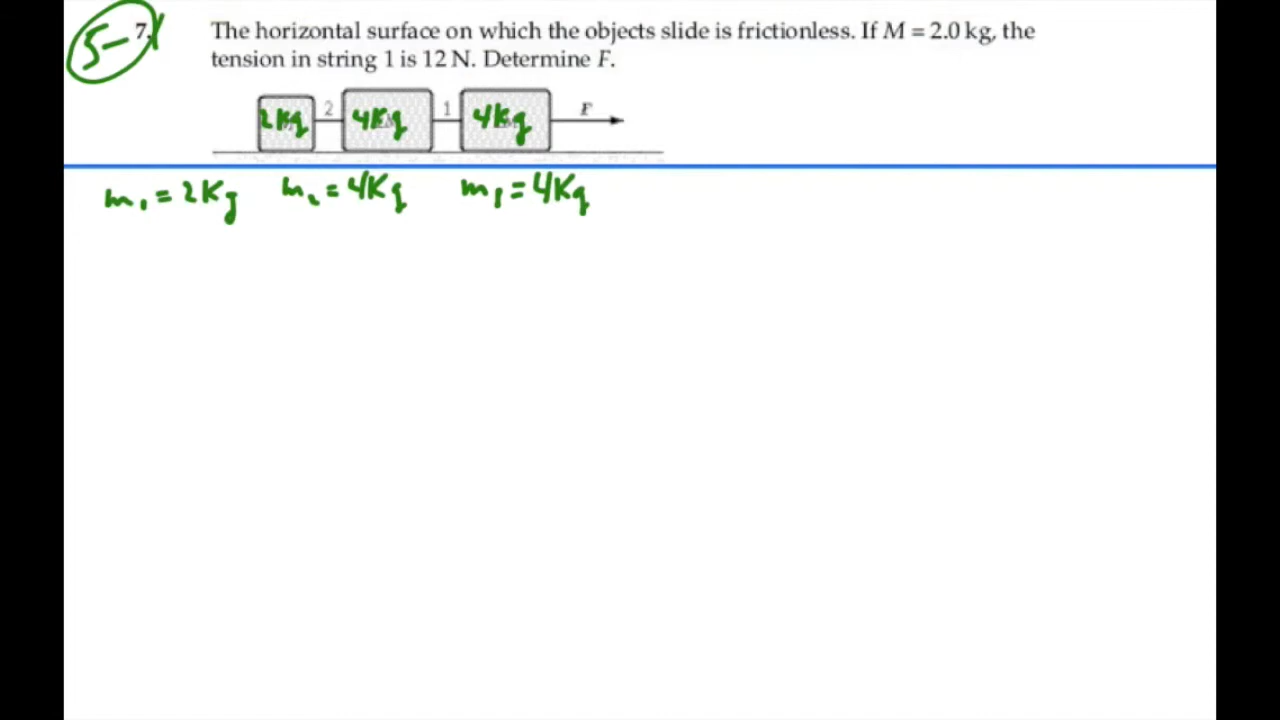 5-7.
The horizontal surface on which the objects slide is frictionless. If M = 2.0 kg, the
tension in string 1 is 12 N. Determine F.
2Kg 2 4Kg 1 4Kg F
m₁ = 2Kg m₂ = 4Kg m₁ = 4Kg